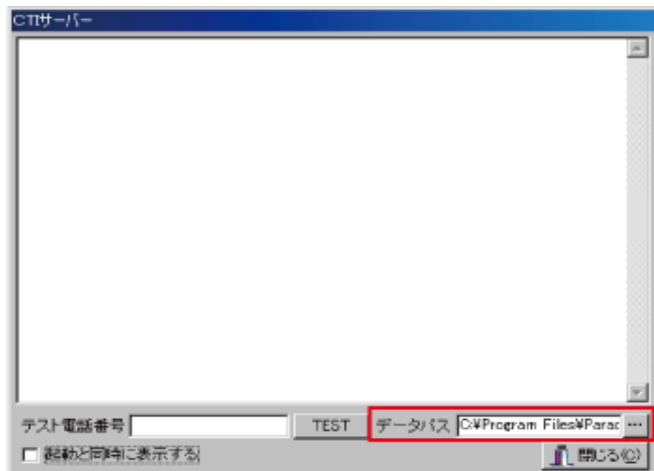 CTIサーバー
テスト電話番号 TEST データパス C:¥Program Files¥Parac ...
起動と同時に表示する 閉じる(C)